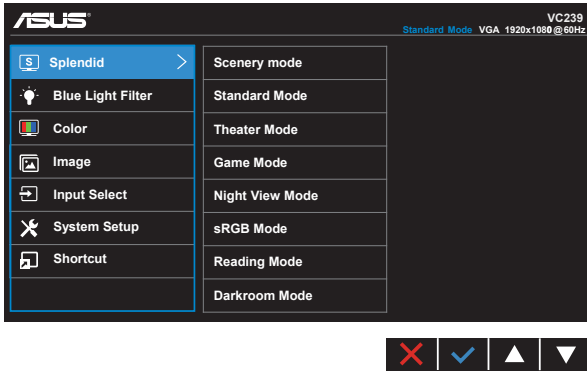 ASUS
VC239
Standard Mode VGA 1920x1080@60Hz
S Splendid
Blue Light Filter
Color
Image
Input Select
System Setup
Shortcut
Scenery mode
Standard Mode
Theater Mode
Game Mode
Night View Mode
sRGB Mode
Reading Mode
Darkroom Mode